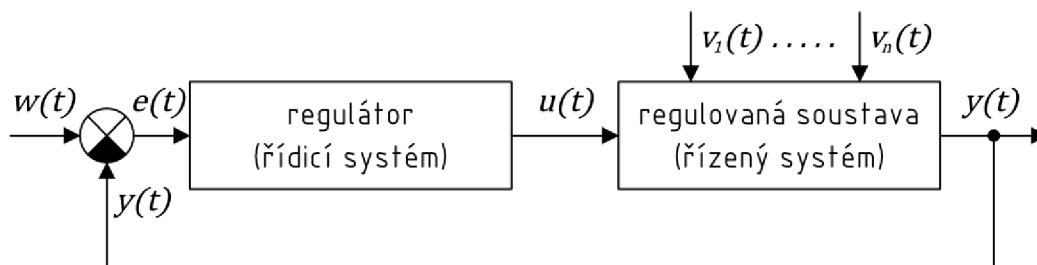 v₁(t) ..... vₙ(t)
w(t) e(t) regulátor u(t) regulovaná soustava y(t)
(řídicí systém) (řízený systém)
y(t)